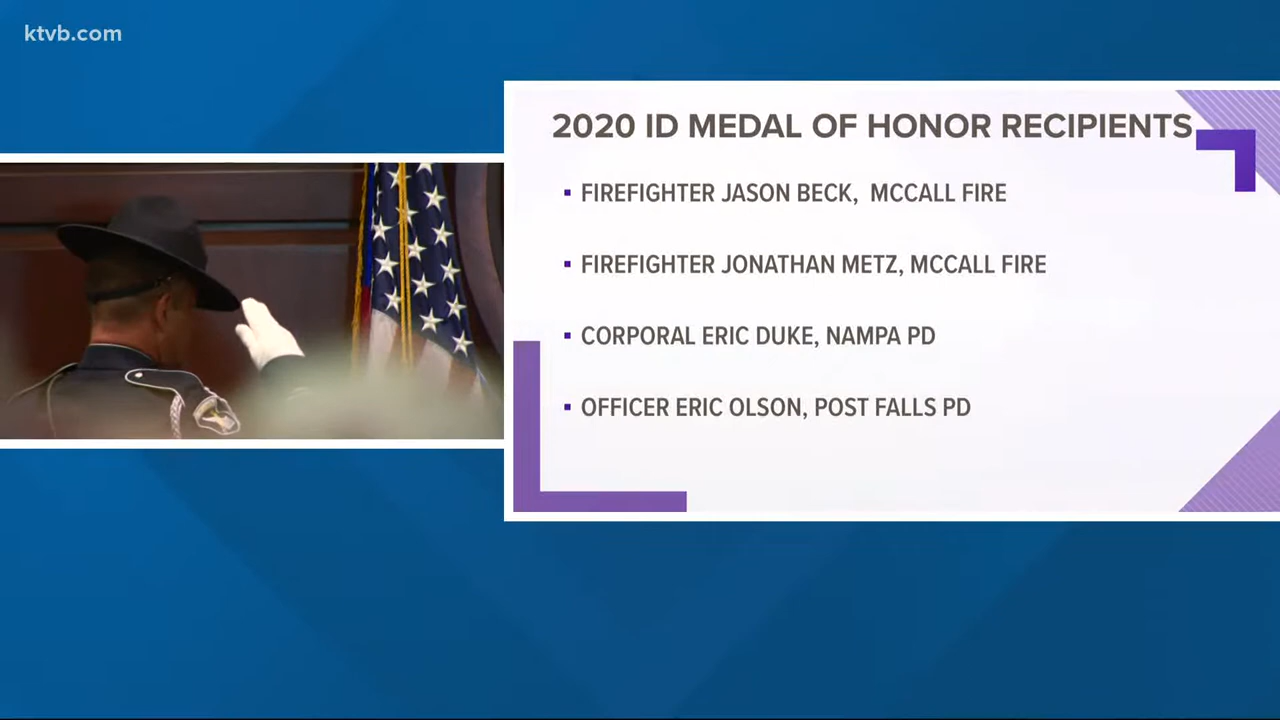 ktvb.com
2020 ID MEDAL OF HONOR RECIPIENTS
▪ FIREFIGHTER JASON BECK, MCCALL FIRE
▪ FIREFIGHTER JONATHAN METZ, MCCALL FIRE
▪ CORPORAL ERIC DUKE, NAMPA PD
▪ OFFICER ERIC OLSON, POST FALLS PD